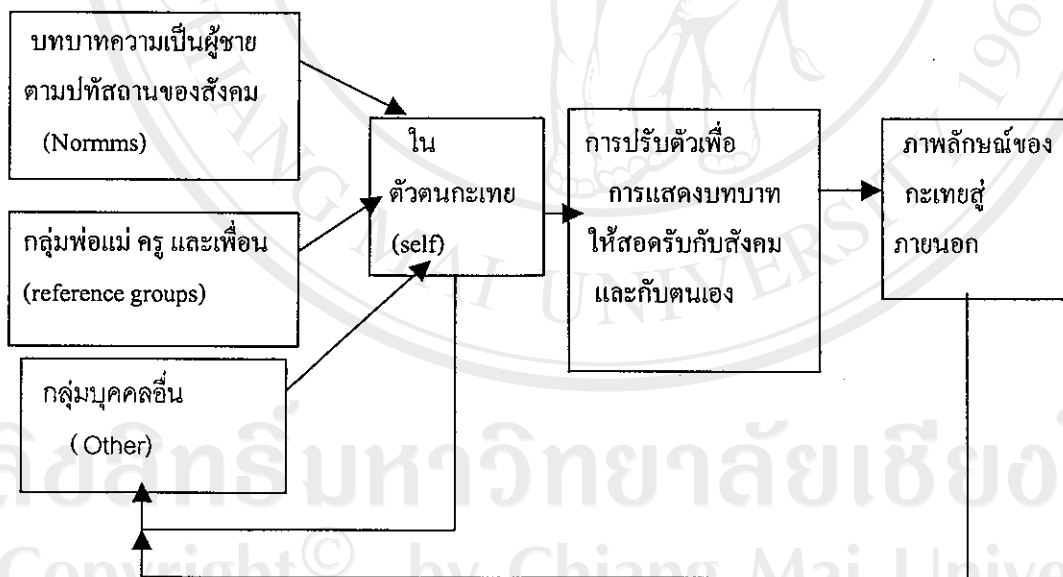 บทบาทความเป็นผู้ชาย
ตามปทัสถานของสังคม
(Normms)
กลุ่มพ่อแม่ ครู และเพื่อน
(reference groups)
กลุ่มบุคคลอื่น
( Other)
ใน
ตัวตนกะเทย
(self)
การปรับตัวเพื่อ
การแสดงบทบาท
ให้สอดรับกับสังคม
และกับตนเอง
ภาพลักษณ์ของ
กะเทยสู่
ภายนอก
MAI UNIVERSITY 196
ลิขสิทธิ์มหาวิทยาลัยเชียง
Copyright© by Chiang Mai Unive